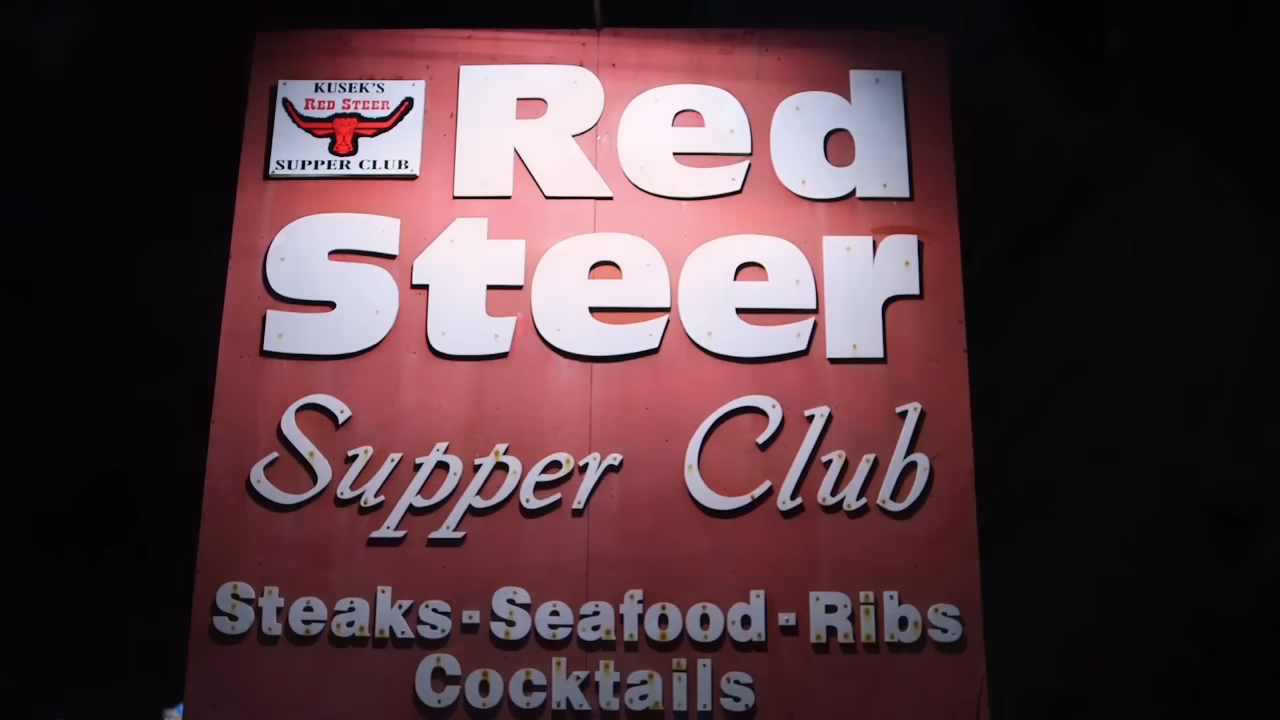 KUSEK'S
RED STEER
SUPPER CLUB
Red
Steer
Supper Club
Steaks · Seafood · Ribs
Cocktails